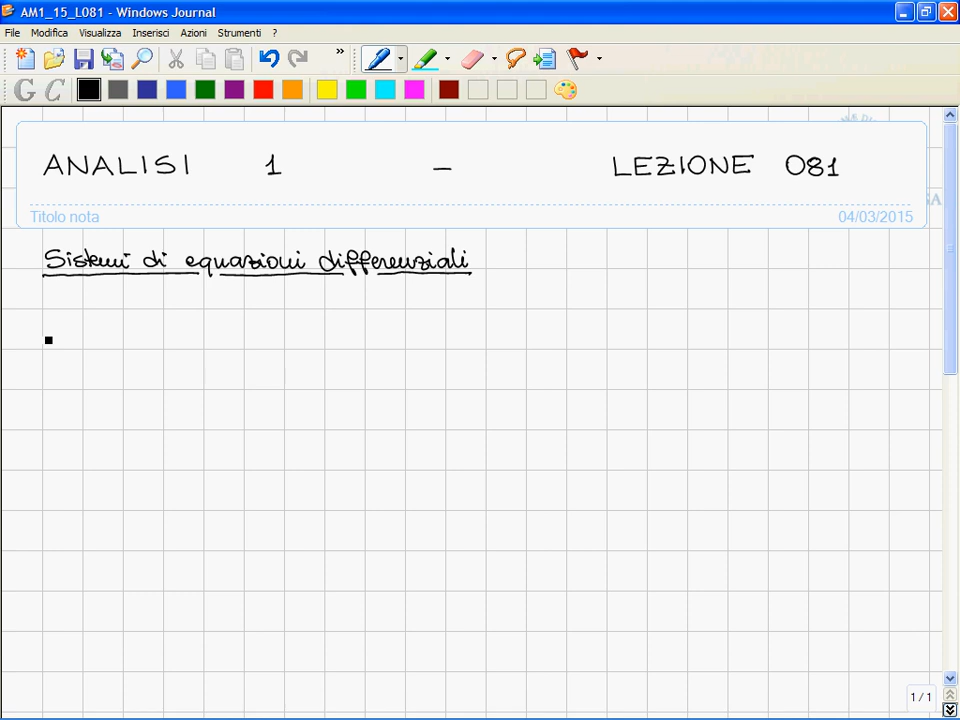 AM1_15_L081 - Windows Journal
File Modifica Visualizza Inserisci Azioni Strumenti ?
»
G C
ANALISI 1 - LEZIONE 081
Titolo nota 04/03/2015
Sistemi di equazioni differenziali
1 / 1